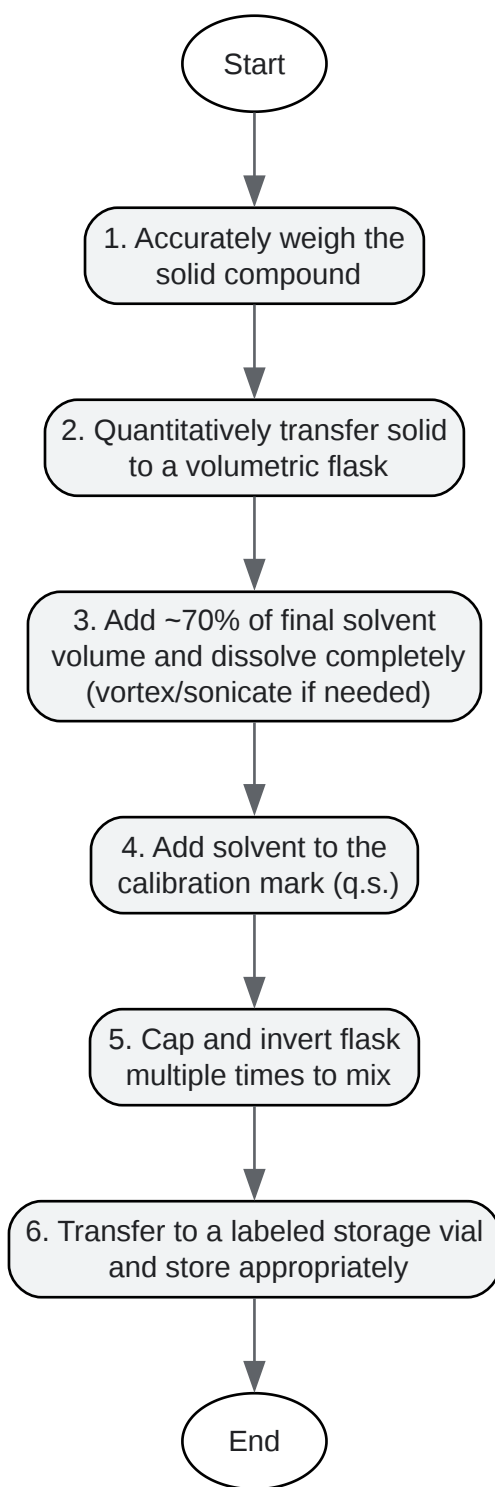 Start
1. Accurately weigh the
solid compound
2. Quantitatively transfer solid
to a volumetric flask
3. Add ~70% of final solvent
volume and dissolve completely
(vortex/sonicate if needed)
4. Add solvent to the
calibration mark (q.s.)
5. Cap and invert flask
multiple times to mix
6. Transfer to a labeled storage vial
and store appropriately
End